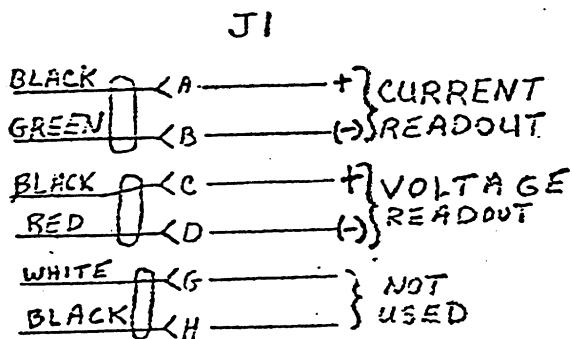 J1
BLACK A + CURRENT
GREEN B (-) READOUT
BLACK C + VOLTAGE
RED D (-) READOUT
WHITE G NOT
BLACK H USED